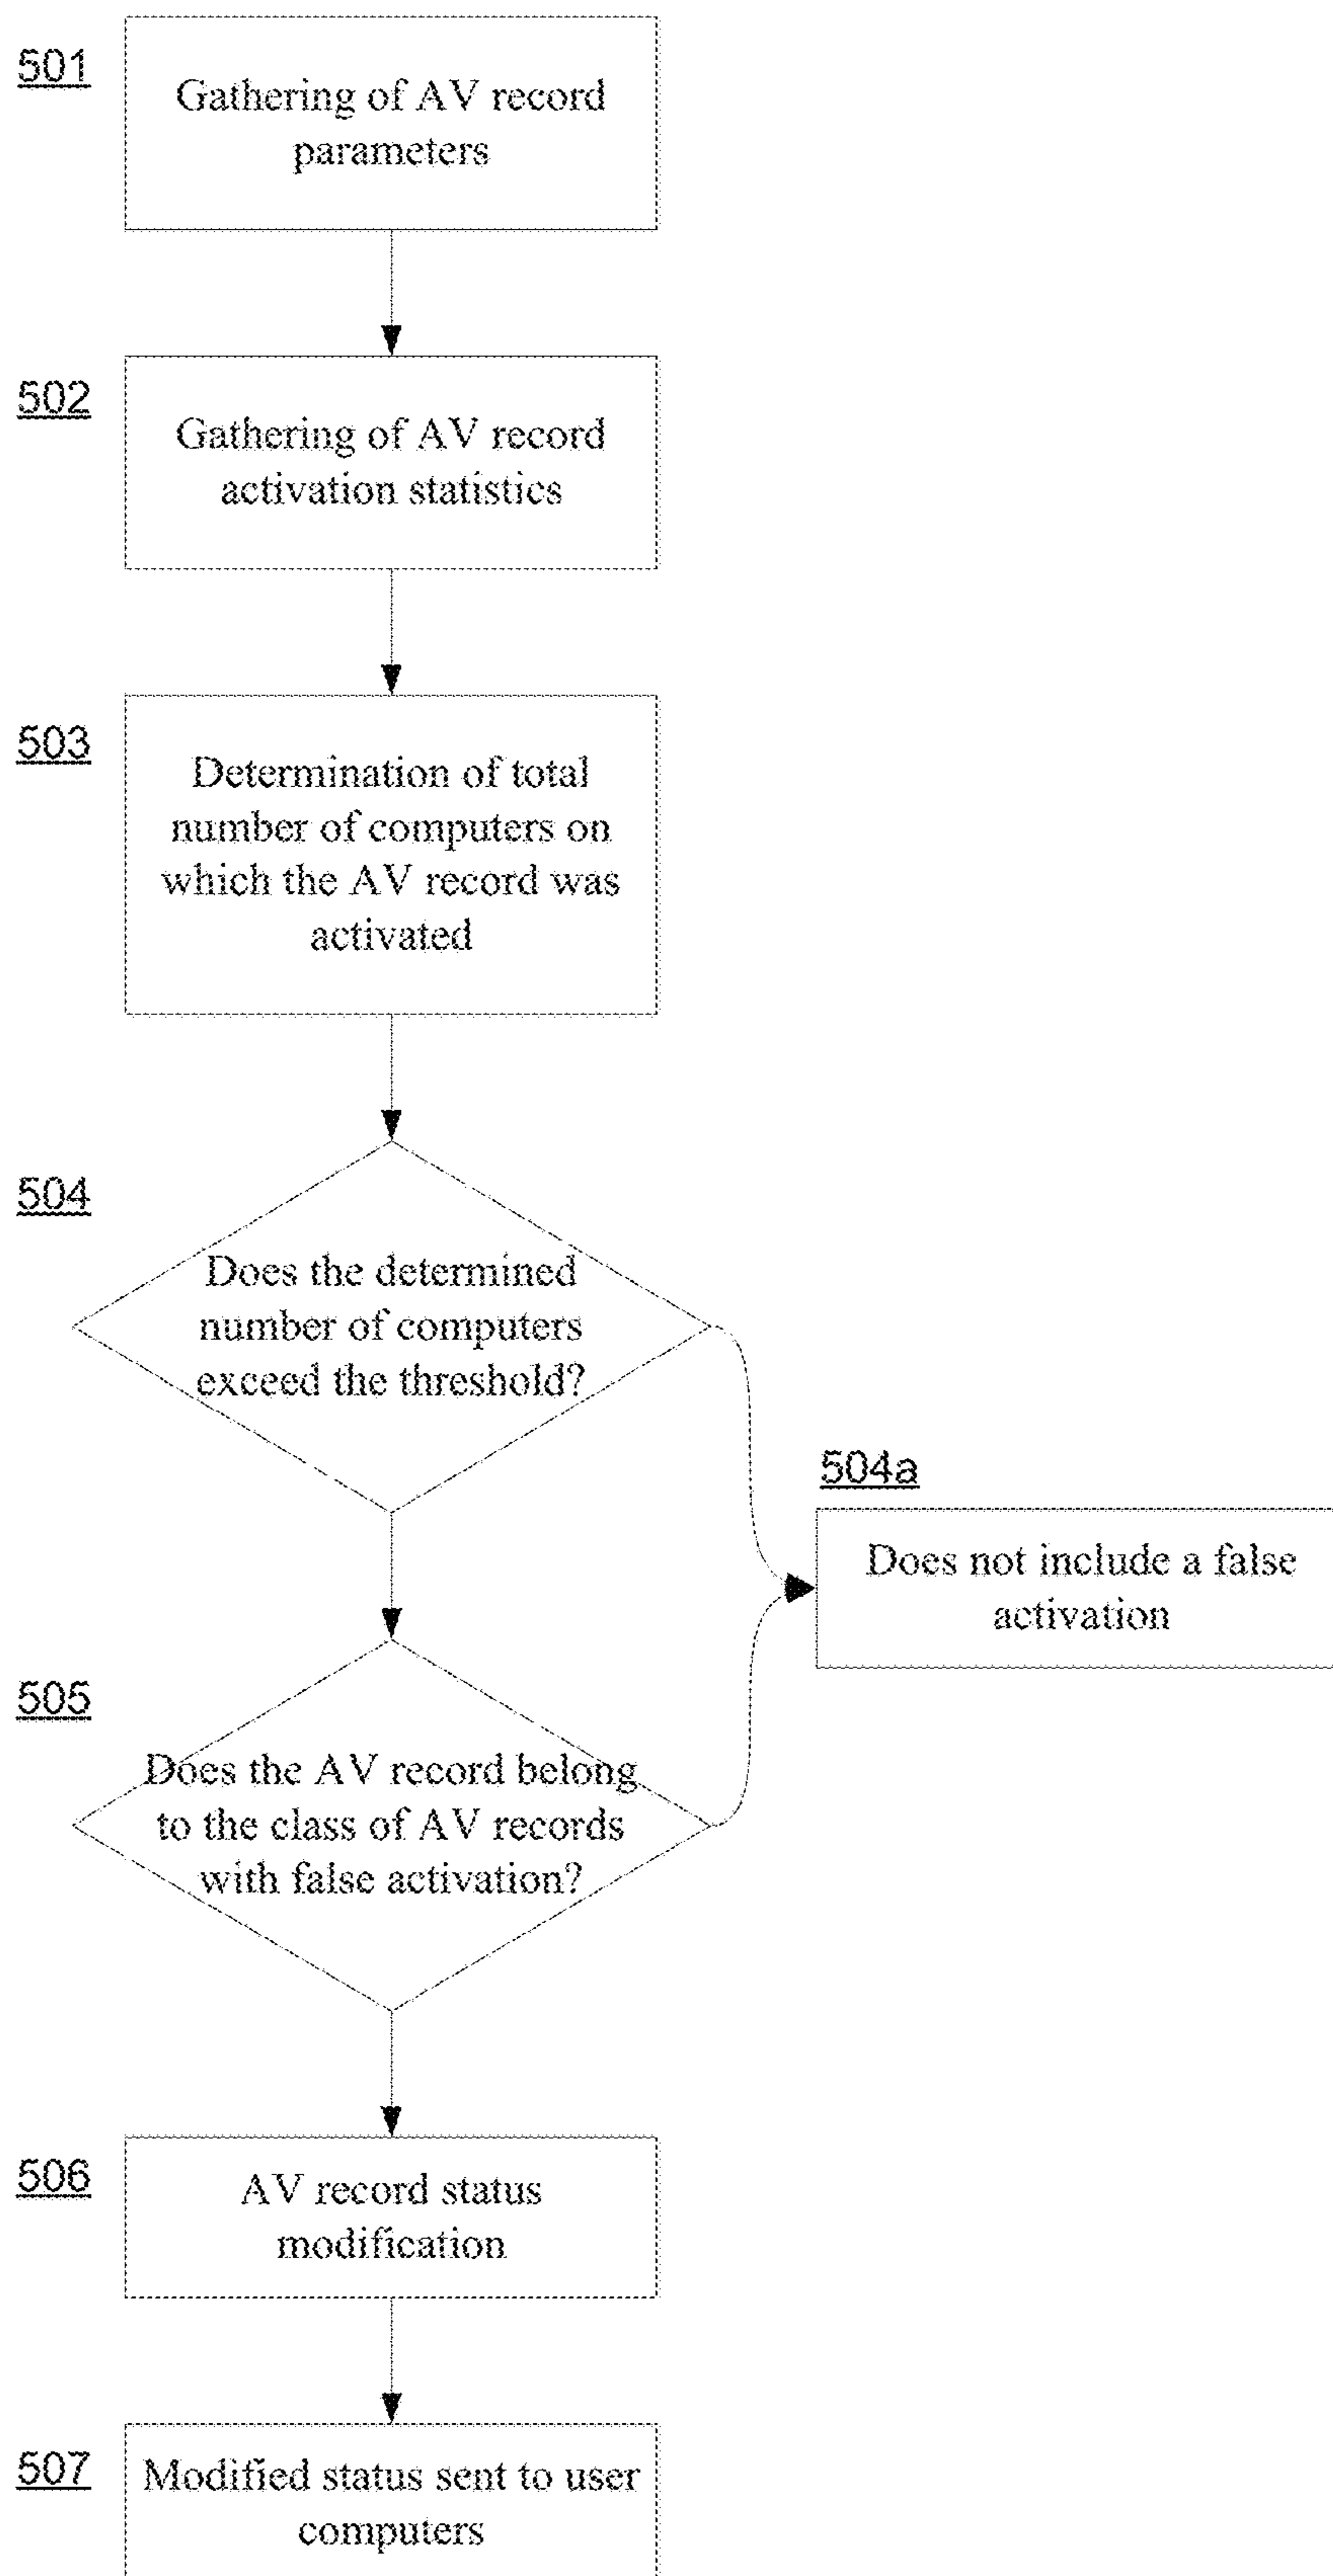 501
Gathering of AV record
parameters
502
Gathering of AV record
activation statistics
503
Determination of total
number of computers on
which the AV record was
activated
504
Does the determined
number of computers
exceed the threshold?
504a
Does not include a false
activation
505
Does the AV record belong
to the class of AV records
with false activation?
506
AV record status
modification
507
Modified status sent to user
computers